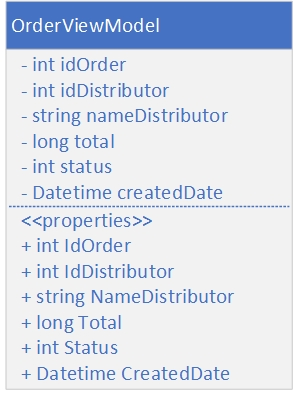 OrderViewModel
- int idOrder
- int idDistributor
- string nameDistributor
- long total
- int status
- Datetime createdDate
<<properties>>
+ int IdOrder
+ int IdDistributor
+ string NameDistributor
+ long Total
+ int Status
+ Datetime CreatedDate